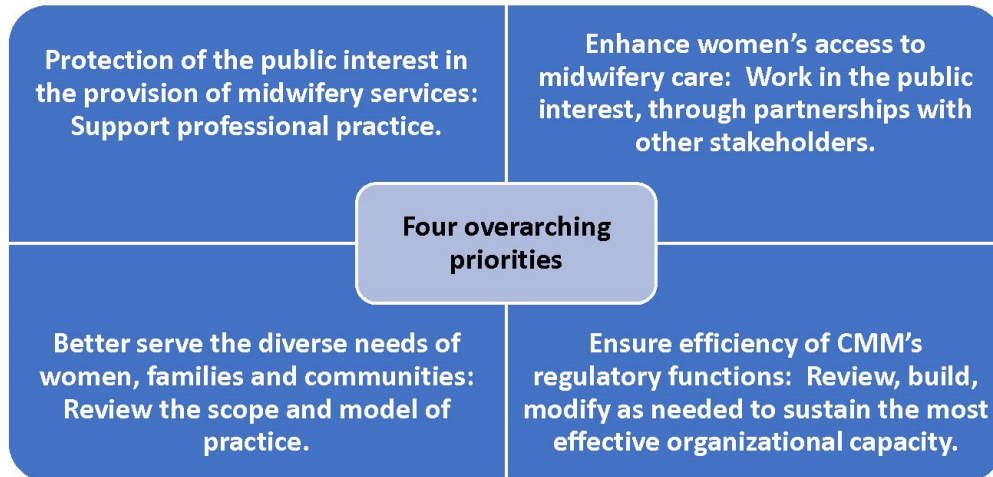 Protection of the public interest in
the provision of midwifery services:
Support professional practice.
Enhance women’s access to
midwifery care:  Work in the public
interest, through partnerships with
other stakeholders.
Four overarching
priorities
Better serve the diverse needs of
women, families and communities:
Review the scope and model of
practice.
Ensure efficiency of CMM’s
regulatory functions:  Review, build,
modify as needed to sustain the most
effective organizational capacity.